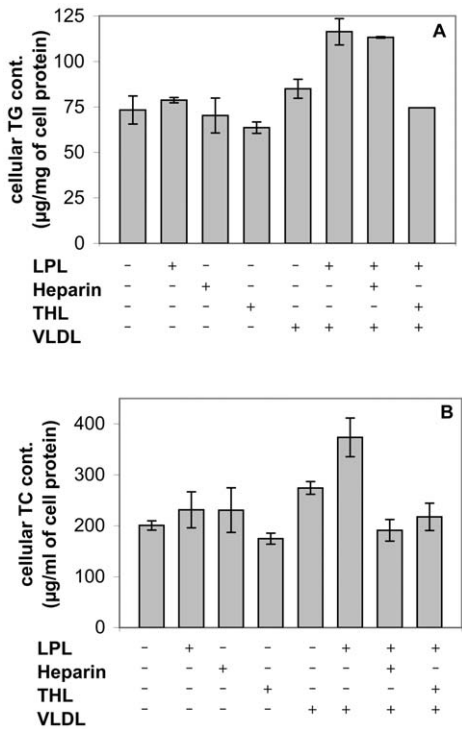 A
cellular TG cont.
(µg/mg of cell protein)
125
100
75
50
25
0
LPL - + - - - + + +
Heparin - - + - - - + -
THL - - - + - - - +
VLDL - - - - + + + +
B
cellular TC cont.
(µg/ml of cell protein)
400
300
200
100
0
LPL - + - - - + + +
Heparin - - + - - - + -
THL - - - + - - - +
VLDL - - - - + + + +